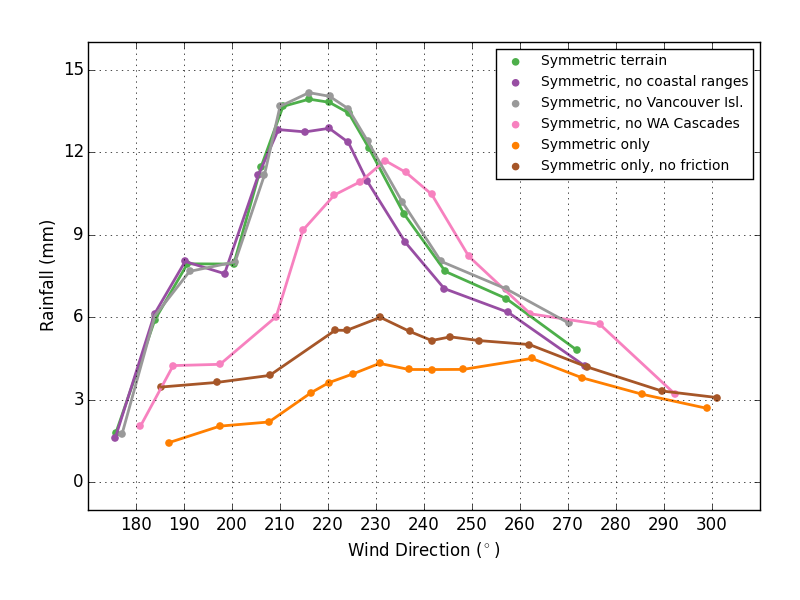 15
12
9
6
3
0
Rainfall (mm)
Symmetric terrain
Symmetric, no coastal ranges
Symmetric, no Vancouver Isl.
Symmetric, no WA Cascades
Symmetric only
Symmetric only, no friction
180 190 200 210 220 230 240 250 260 270 280 290 300
Wind Direction (°)